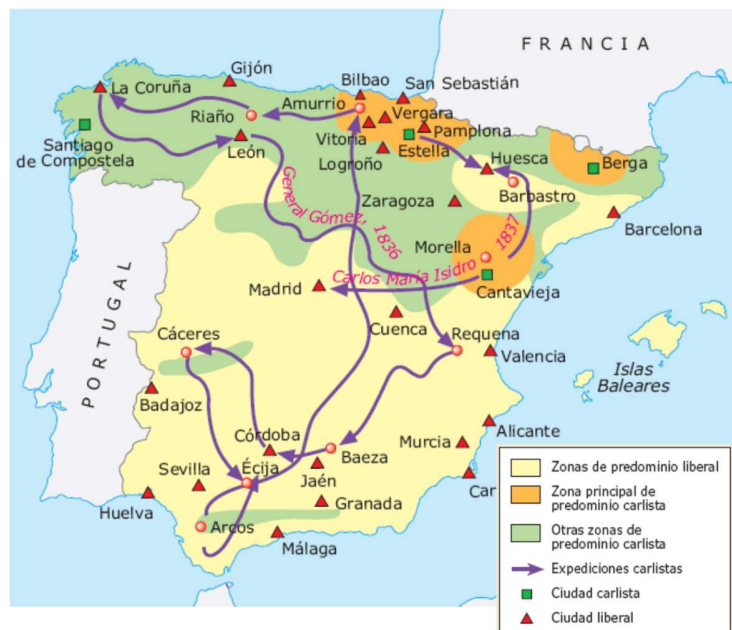 FRANCIA
Gijón
Bilbao
San Sebastián
La Coruña
Amurrio
Vergara
Riaño
Vitoria
Pamplona
Santiago
de Compostela
León
Logroño
Estella
Huesca
Berga
Barbastro
Zaragoza
General Gómez, 1836
Barcelona
Morella
1837
Carlos María Isidro
Madrid
Cantavieja
PORTUGAL
Cuenca
Requena
Cáceres
Valencia
Islas
Baleares
Badajoz
Alicante
Córdoba
Murcia
Baeza
Sevilla
Écija
Jaén
Car
Huelva
Granada
Arcos
Málaga
Zonas de predominio liberal
Zona principal de
predominio carlista
Otras zonas de
predominio carlista
Expediciones carlistas
Ciudad carlista
Ciudad liberal